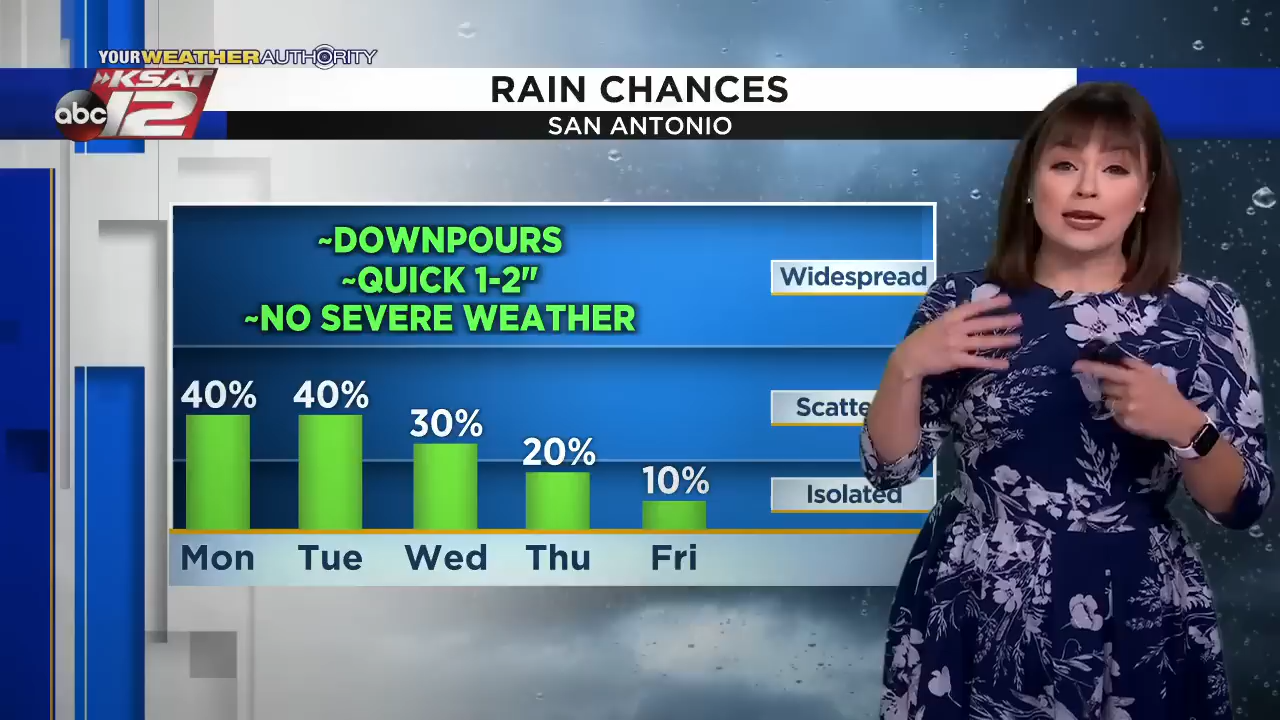 YOUR WEATHER AUTHORITY
KSAT
abc 12
RAIN CHANCES
SAN ANTONIO
~DOWNPOURS
~QUICK 1-2"
~NO SEVERE WEATHER
Widespread
40% 40% 30% 20% 10%
Isolated
Mon Tue Wed Thu Fri